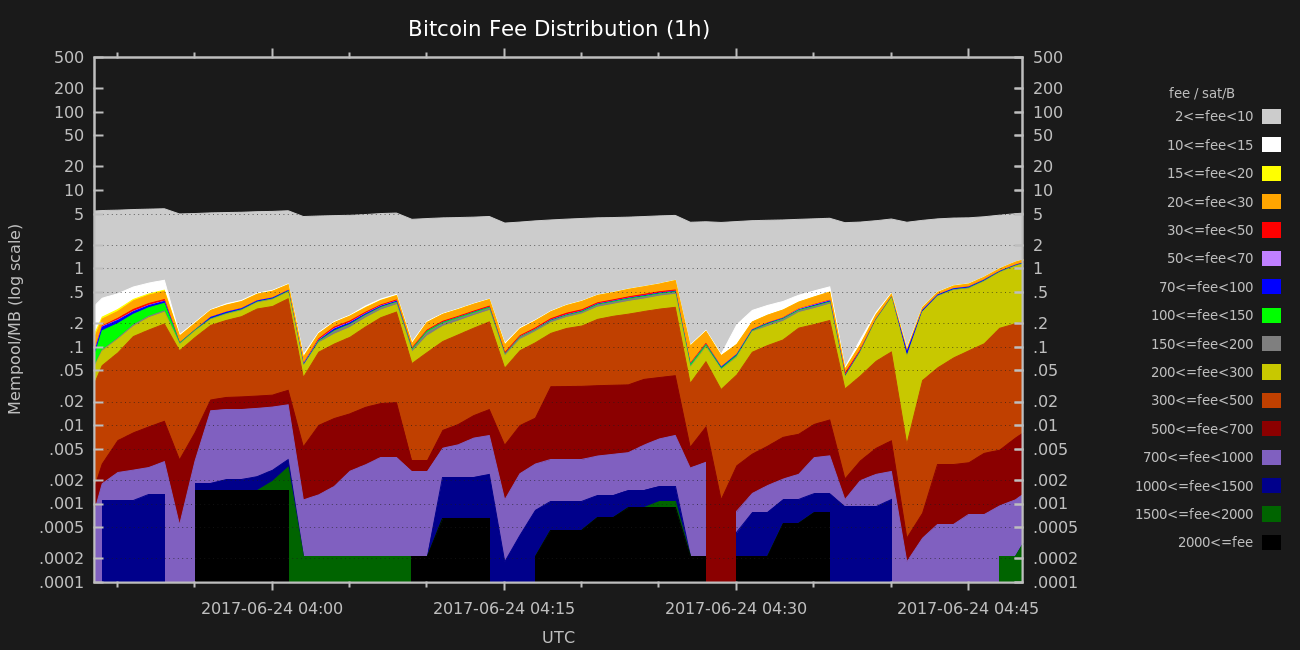 Bitcoin Fee Distribution (1h)
500
200
100
50
20
10
5
2
1
.5
.2
.1
.05
.02
.01
.005
.002
.001
.0005
.0002
.0001
Mempool/MB (log scale)
500
200
100
50
20
10
5
2
1
.5
.2
.1
.05
.02
.01
.005
.002
.001
.0005
.0002
.0001
2017-06-24 04:00
2017-06-24 04:15
2017-06-24 04:30
2017-06-24 04:45
UTC
fee / sat/B
2<=fee<10
10<=fee<15
15<=fee<20
20<=fee<30
30<=fee<50
50<=fee<70
70<=fee<100
100<=fee<150
150<=fee<200
200<=fee<300
300<=fee<500
500<=fee<700
700<=fee<1000
1000<=fee<1500
1500<=fee<2000
2000<=fee